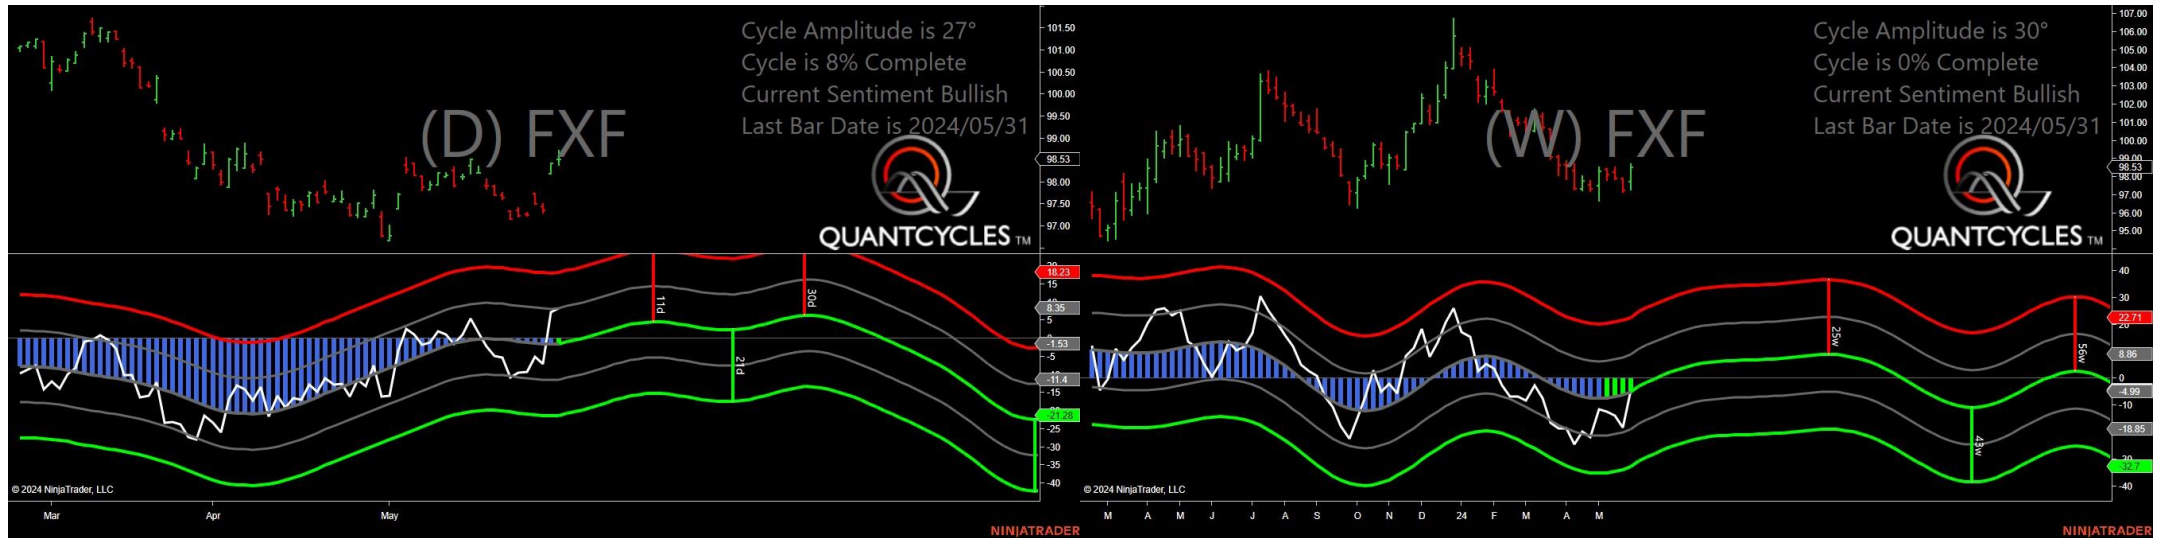 Cycle Amplitude is 27°
Cycle is 8% Complete
Current Sentiment Bullish
Last Bar Date is 2024/05/31
(D) FXF
QUANTCYCLES TM
101.50
101.00
100.50
100.00
99.50
99.00
98.53
98.00
97.50
97.00
18.23
15
8.35
5
-1.53
-5
-11.4
-15
-21.28
-25
-30
-35
-40
11d
30d
21d
© 2024 NinjaTrader, LLC
Mar
Apr
May
NINJATRADER
Cycle Amplitude is 30°
Cycle is 0% Complete
Current Sentiment Bullish
Last Bar Date is 2024/05/31
(W) FXF
QUANTCYCLES TM
107.00
106.00
105.00
104.00
103.00
102.00
101.00
100.00
99.00
98.53
98.00
97.00
96.00
95.00
40
30
22.71
20
8.86
0
-4.99
-10
-18.85
-32.7
-40
25w
56w
43w
© 2024 NinjaTrader, LLC
M
A
M
J
J
A
S
O
N
D
24
F
M
A
M
NINJATRADER